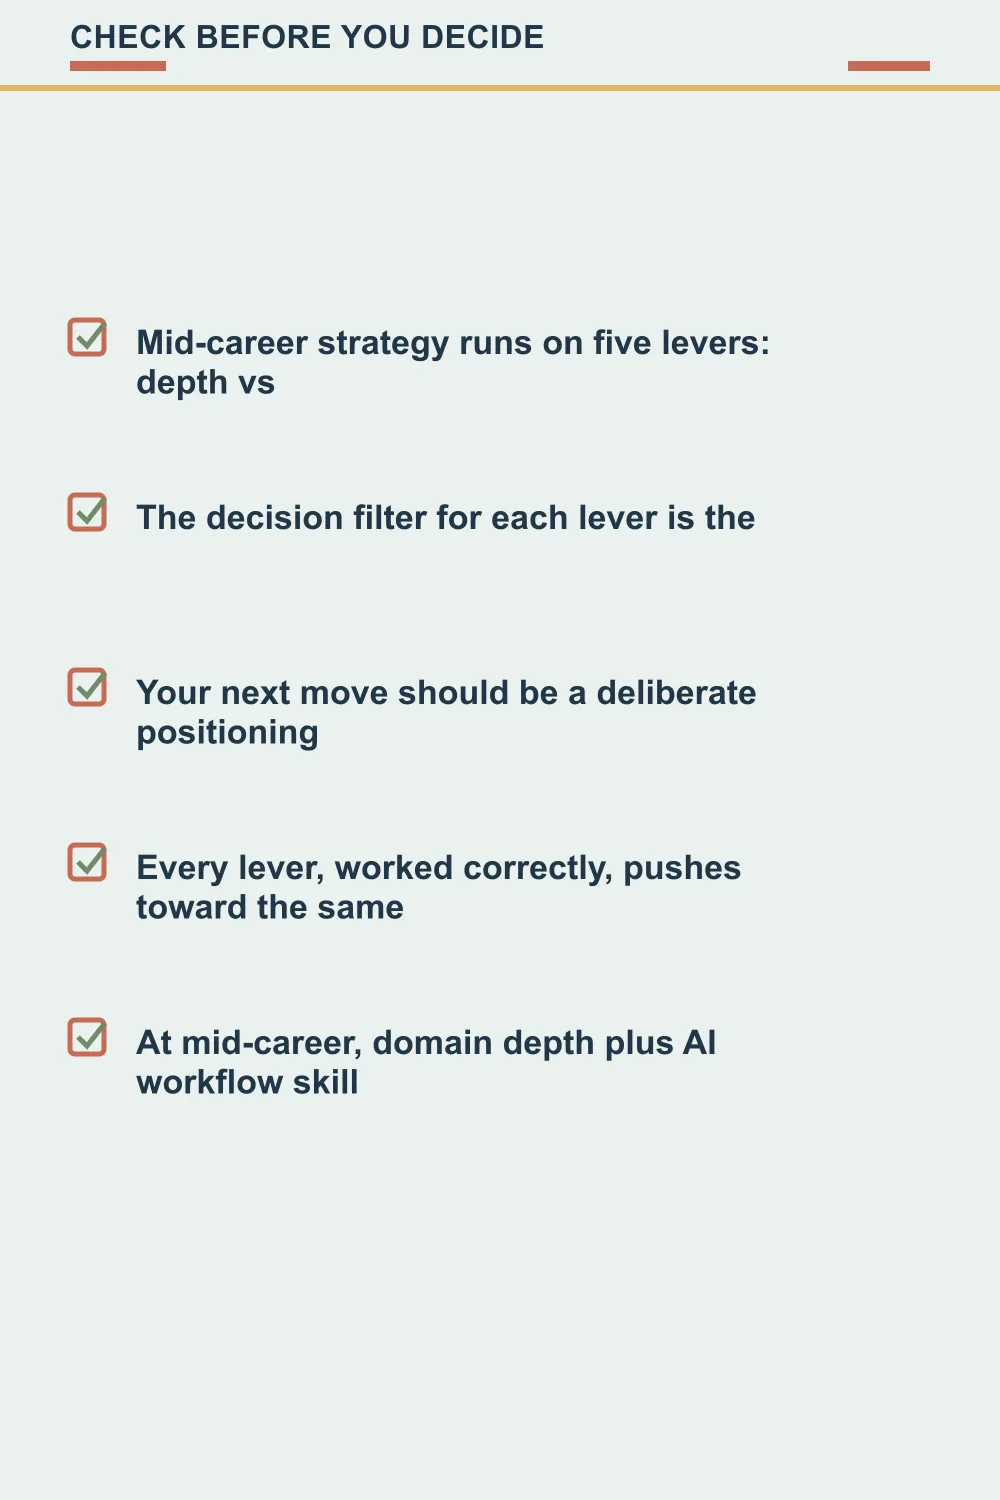 CHECK BEFORE YOU DECIDE
Mid-career strategy runs on five levers:
depth vs
The decision filter for each lever is the
Your next move should be a deliberate
positioning
Every lever, worked correctly, pushes
toward the same
At mid-career, domain depth plus AI
workflow skill